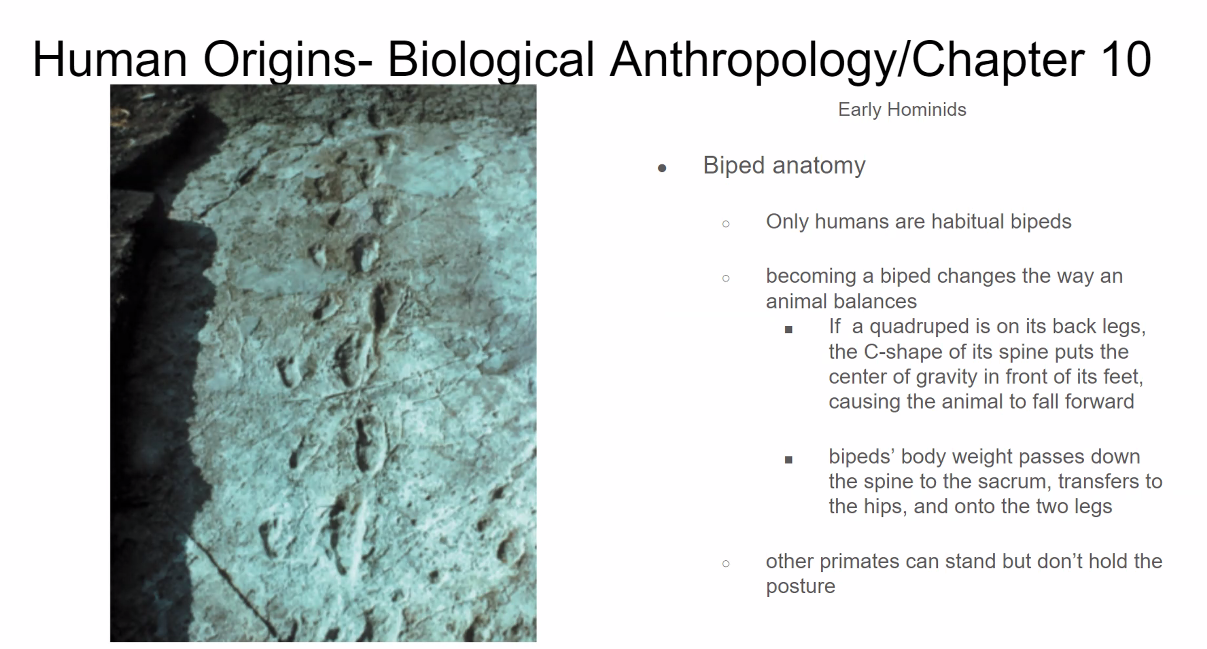 Human Origins- Biological Anthropology/Chapter 10
Early Hominids
● Biped anatomy
○ Only humans are habitual bipeds
○ becoming a biped changes the way an
animal balances
■ If  a quadruped is on its back legs,
the C-shape of its spine puts the
center of gravity in front of its feet,
causing the animal to fall forward
■ bipeds’ body weight passes down
the spine to the sacrum, transfers to
the hips, and onto the two legs
○ other primates can stand but don’t hold the
posture